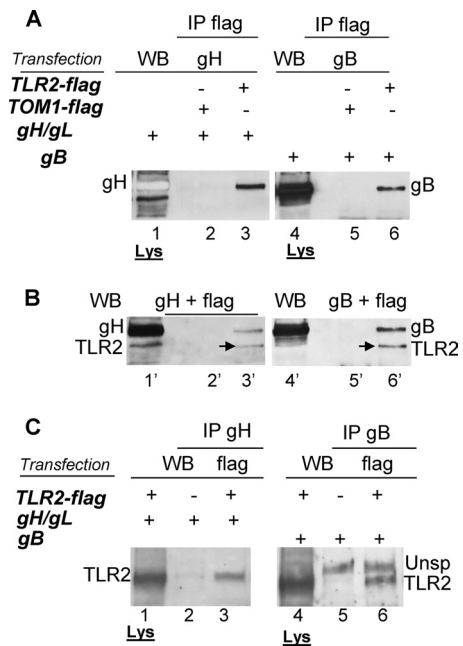 A
IP flag IP flag
Transfection WB gH WB gB
TLR2-flag - + - +
TOM1-flag + - + -
gH/gL + + +
gB + + +
gH gB
1 2 3 4 5 6
Lys Lys
B
WB gH + flag WB gB + flag
gH gB
TLR2 TLR2
1’ 2’ 3’ 4’ 5’ 6’
C
IP gH IP gB
Transfection WB flag WB flag
TLR2-flag + - + + - +
gH/gL + + +
gB + + +
Unsp
TLR2 TLR2
1 2 3 4 5 6
Lys Lys